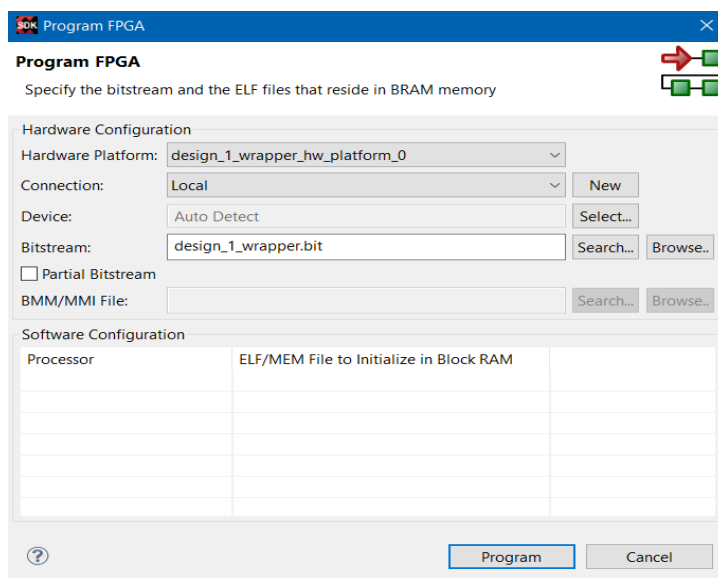 SDK Program FPGA
Program FPGA
Specify the bitstream and the ELF files that reside in BRAM memory
Hardware Configuration
Hardware Platform: design_1_wrapper_hw_platform_0
Connection: Local New
Device: Auto Detect Select...
Bitstream: design_1_wrapper.bit Search... Browse..
Partial Bitstream
BMM/MMI File: Search... Browse..
Software Configuration
Processor ELF/MEM File to Initialize in Block RAM
? Program Cancel